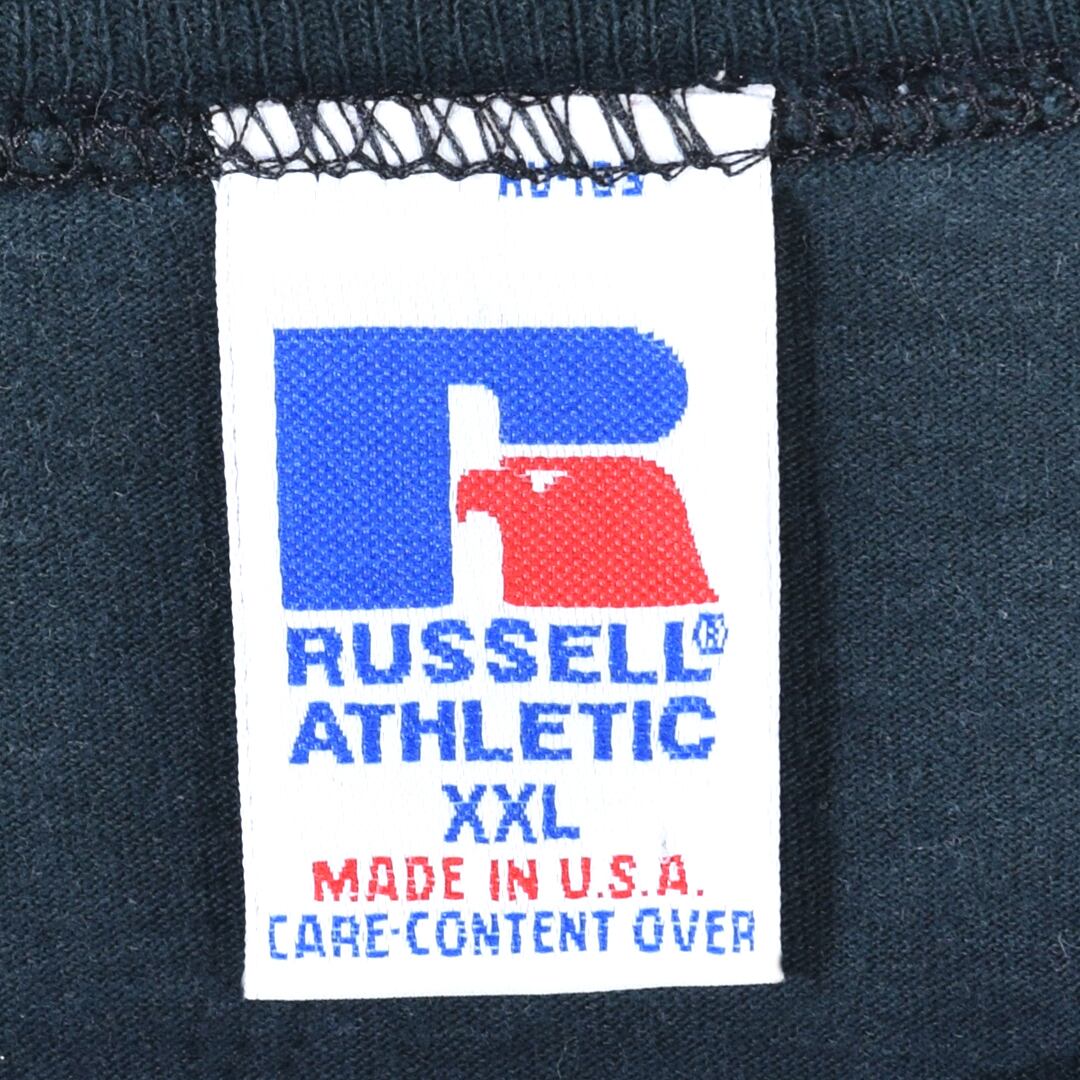 RUSSELL®
ATHLETIC
XXL
MADE IN U.S.A.
CARE-CONTENT OVER